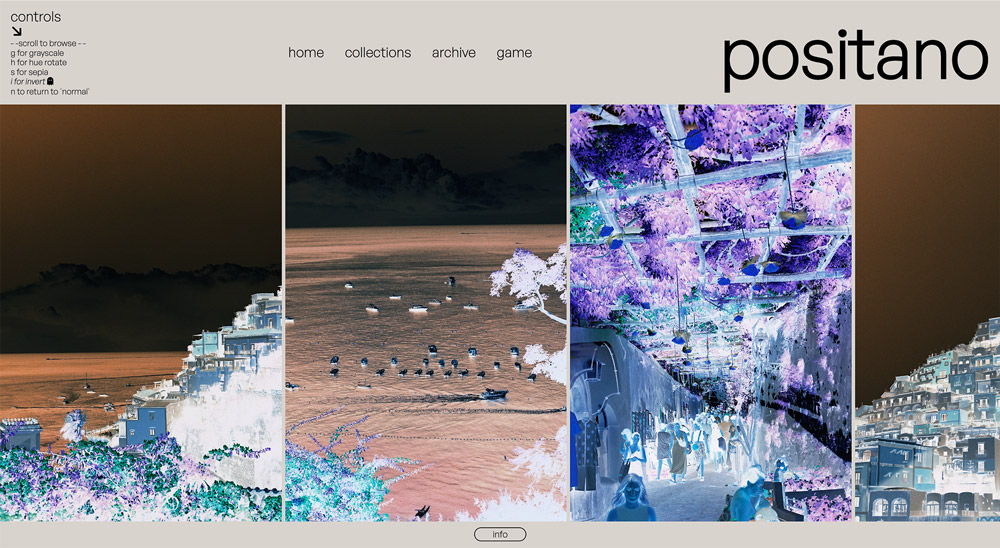 controls
- -scroll to browse - -
g for grayscale
h for hue rotate
s for sepia
i for invert
n to return to 'normal'
home collections archive game
positano
info